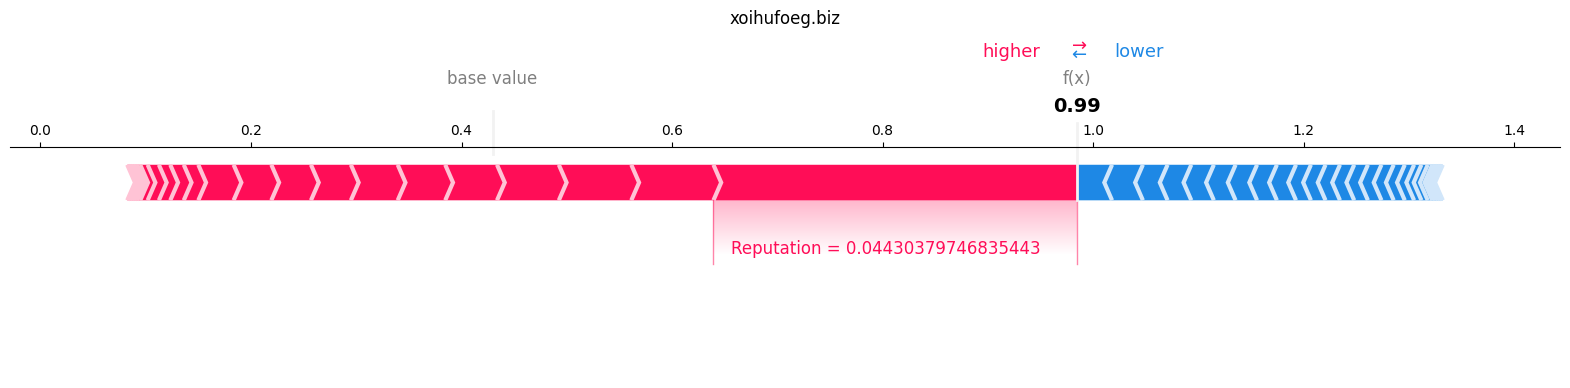 xoihufoeg.biz
higher ⇄ lower
base value f(x)
0.99
0.0 0.2 0.4 0.6 0.8 1.0 1.2 1.4
Reputation = 0.04430379746835443